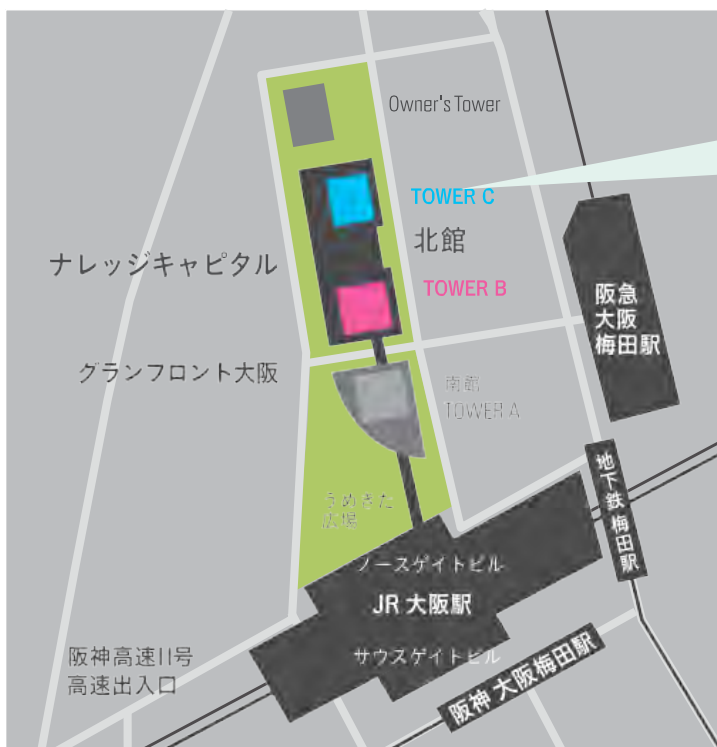 Owner's Tower
TOWER C
北館
ナレッジキャピタル
TOWER B
阪急
大阪
梅田駅
グランフロント大阪
南館
TOWER A
地下鉄 梅田駅
うめきた
広場
ノースゲイトビル
JR 大阪駅
サウスゲイトビル
阪神高速11号
高速出入口
阪神 大阪梅田駅